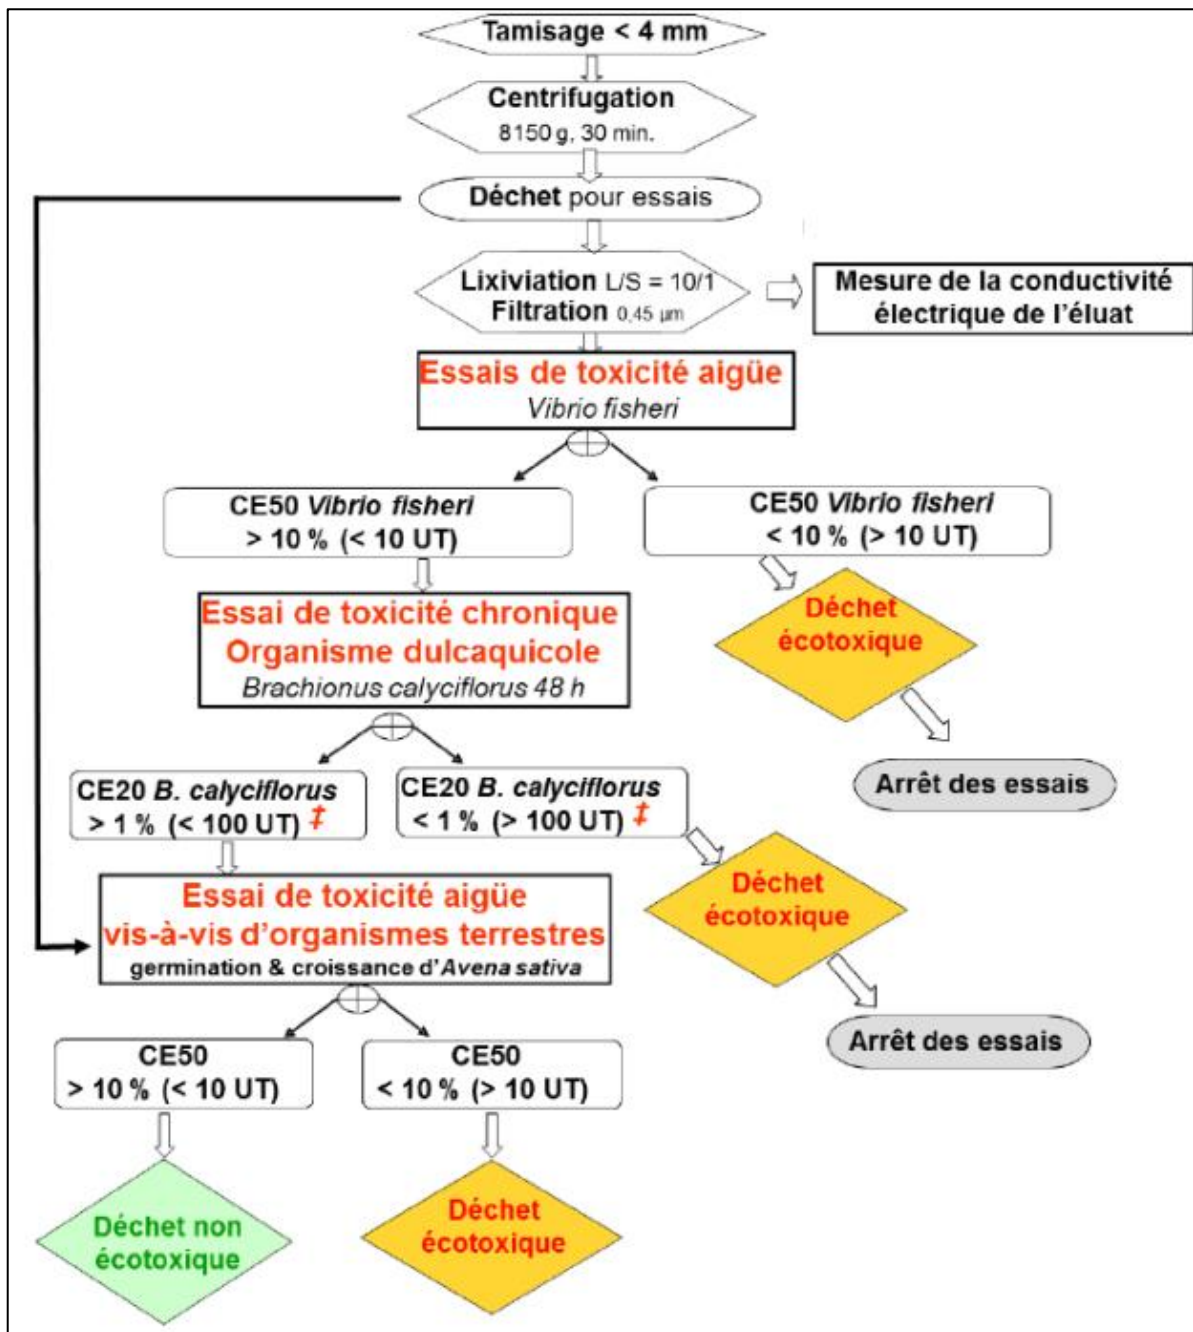 Tamisage < 4 mm
Centrifugation
8150 g, 30 min.
Déchet pour essais
Lixiviation L/S = 10/1
Filtration 0,45 µm
Mesure de la conductivité
électrique de l'éluat
Essais de toxicité aigüe
Vibrio fisheri
CE50 Vibrio fisheri
> 10 % (< 10 UT)
CE50 Vibrio fisheri
< 10 % (> 10 UT)
Déchet
écotoxique
Arrêt des essais
Essai de toxicité chronique
Organisme dulcaquicole
Brachionus calyciflorus 48 h
CE20 B. calyciflorus
> 1 % (< 100 UT) ‡
CE20 B. calyciflorus
< 1 % (> 100 UT) ‡
Déchet
écotoxique
Arrêt des essais
Essai de toxicité aigüe
vis-à-vis d'organismes terrestres
germination & croissance d'Avena sativa
CE50
> 10 % (< 10 UT)
CE50
< 10 % (> 10 UT)
Déchet non
écotoxique
Déchet
écotoxique